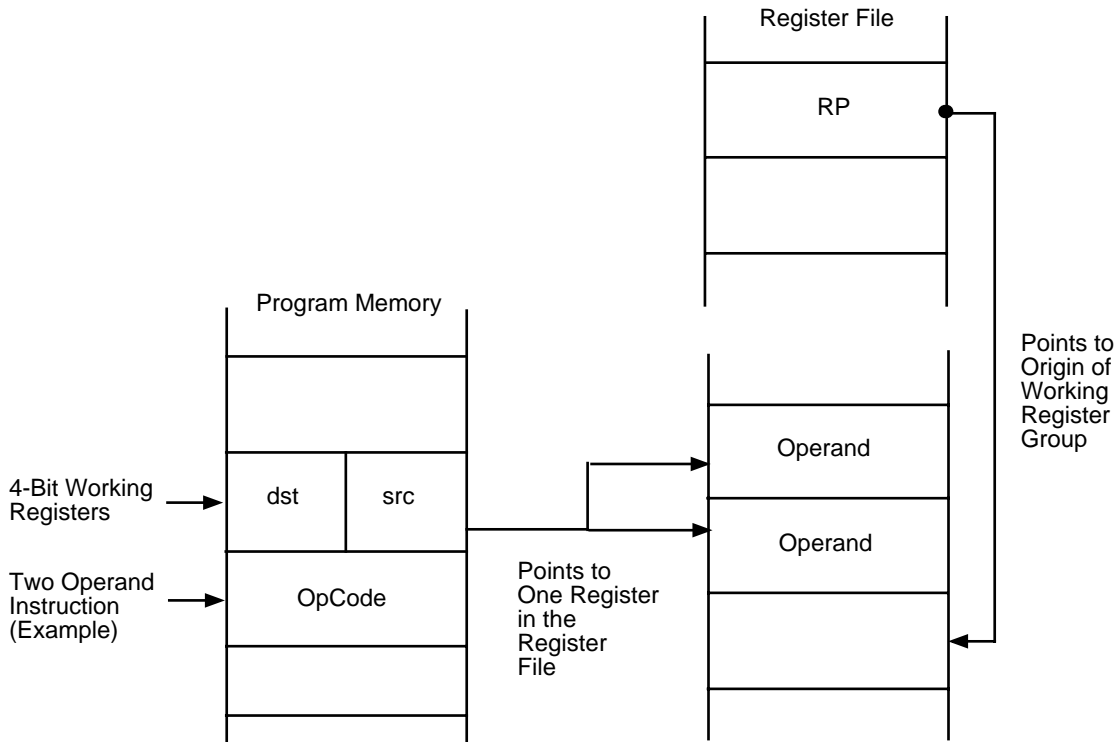 Register File
RP
Program Memory
Points to
Origin of
Working
Register
Group
Operand
4-Bit Working
Registers
dst
src
Operand
Two Operand
Instruction
(Example)
OpCode
Points to
One Register
in the
Register
File